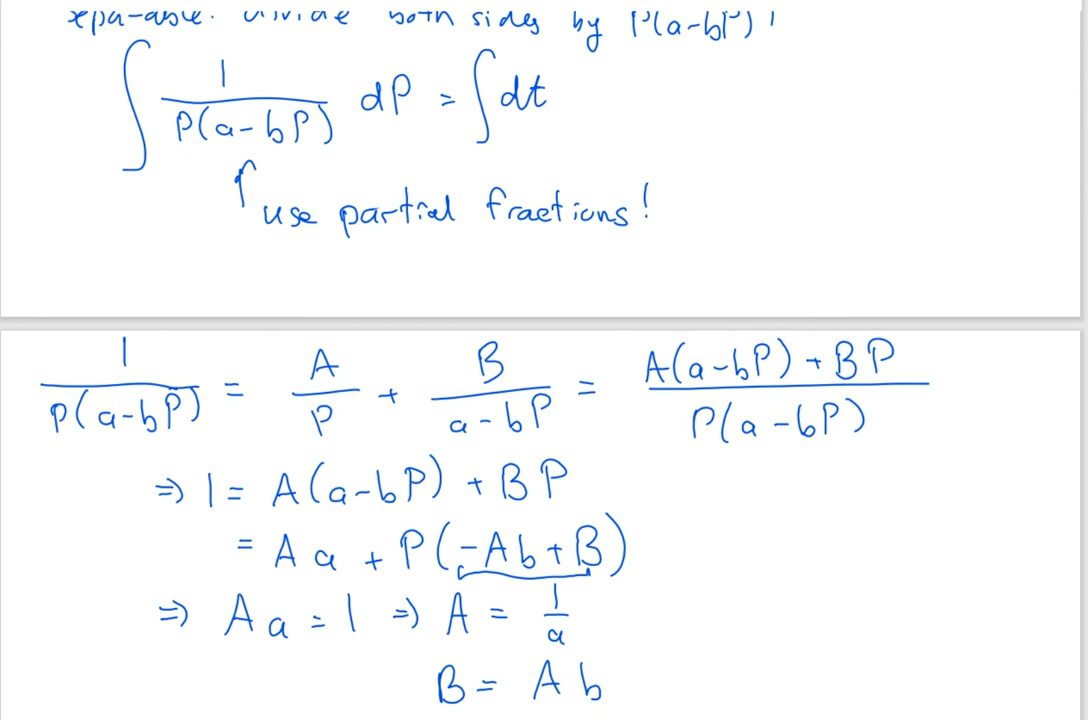 both sides by P(a-bP)!
∫ 1/(P(a-bP)) dP = ∫ dt
↑ use partial fractions!
1/(P(a-bP)) = A/P + B/(a-bP) = (A(a-bP) + BP)/(P(a-bP))
⇒ 1 = A(a-bP) + BP
= Aa + P(-Ab+B)
⇒ Aa = 1 ⇒ A = 1/a
B = Ab